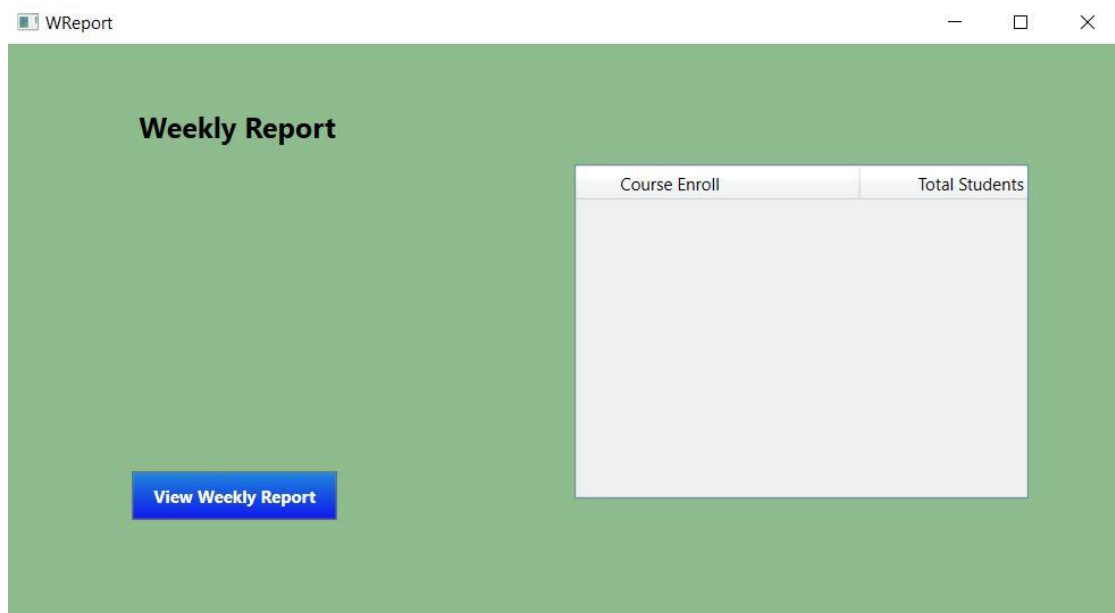 WReport
Weekly Report
Course Enroll
Total Students
View Weekly Report